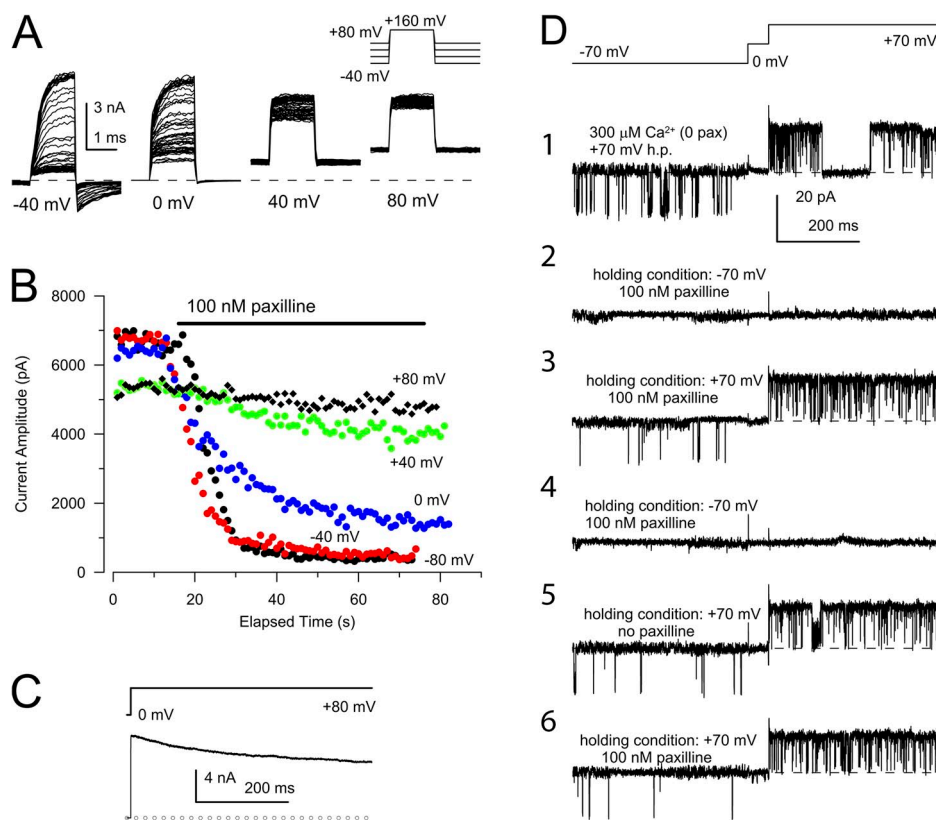 A
+160 mV
+80 mV
-40 mV
3 nA
1 ms
-40 mV
0 mV
40 mV
80 mV
B
100 nM paxilline
8000
6000
4000
2000
0
Current Amplitude (pA)
+80 mV
+40 mV
0 mV
-40 mV
-80 mV
0
20
40
60
80
Elapsed Time (s)
C
0 mV
+80 mV
4 nA
200 ms
D
-70 mV
0 mV
+70 mV
1
300 µM Ca²⁺ (0 pax)
+70 mV h.p.
20 pA
200 ms
2
holding condition: -70 mV
100 nM paxilline
3
holding condition: +70 mV
100 nM paxilline
4
holding condition: -70 mV
100 nM paxilline
5
holding condition: +70 mV
no paxilline
6
holding condition: +70 mV
100 nM paxilline